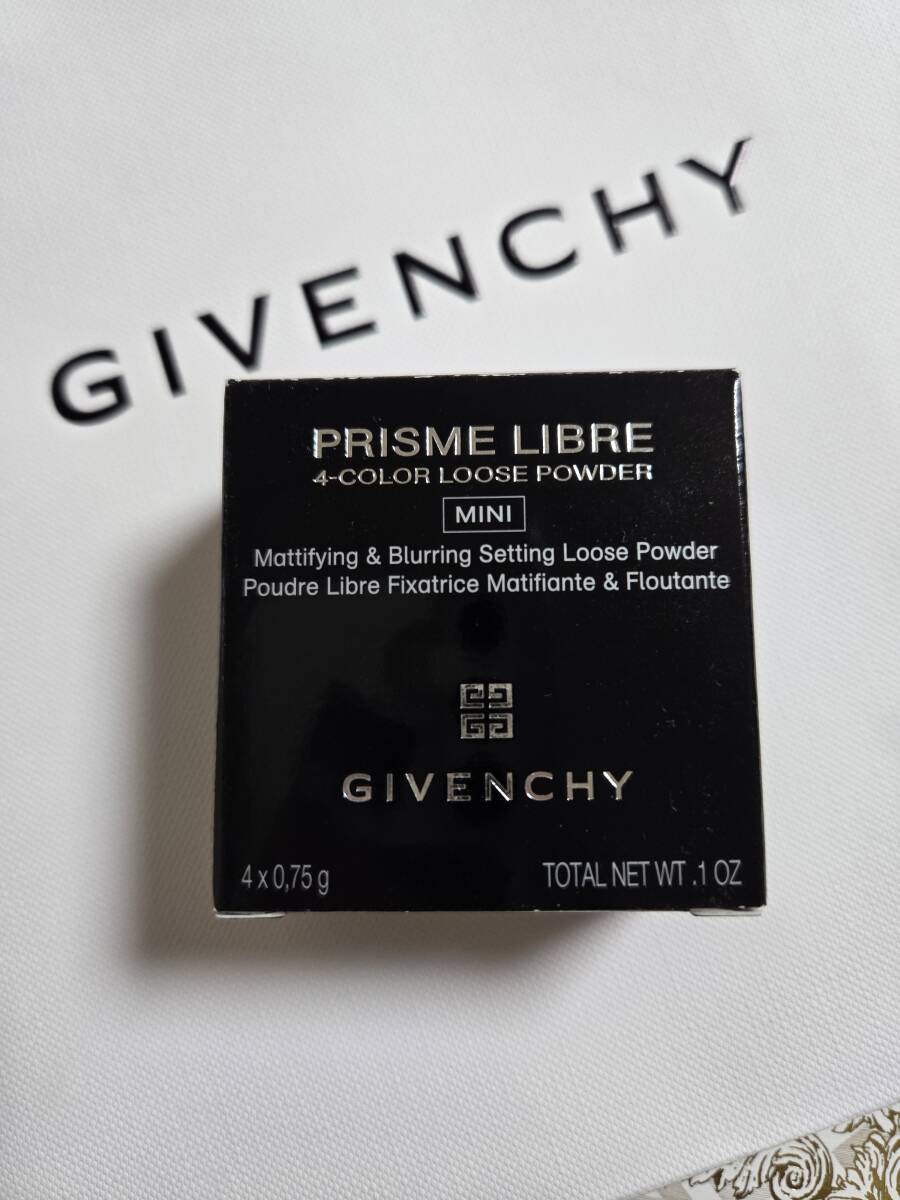 GIVENCHY
PRISME LIBRE
4-COLOR LOOSE POWDER
MINI
Mattifying & Blurring Setting Loose Powder
Poudre Libre Fixatrice Matifiante & Floutante
GIVENCHY
4 x 0,75 g
TOTAL NET WT .1 OZ